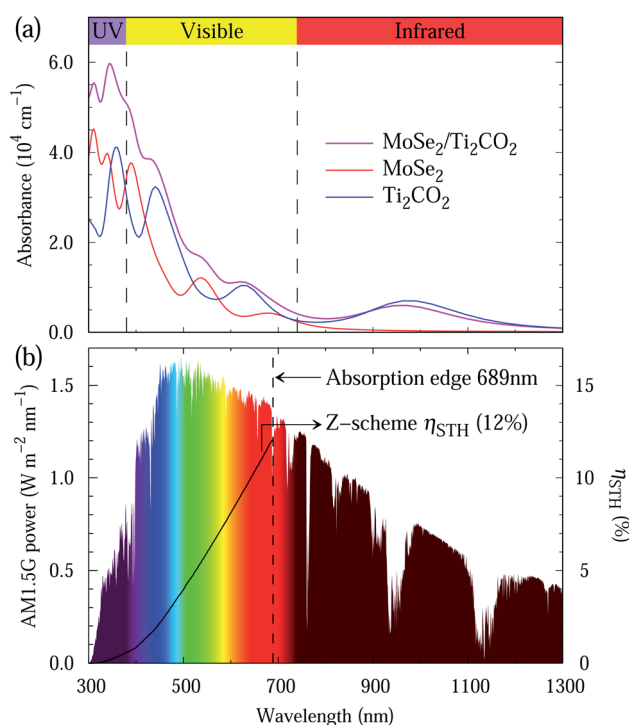 (a)
UV Visible Infrared
6.0
4.0
2.0
0.0
Absorbance (10⁴ cm⁻¹)
MoSe₂/Ti₂CO₂
MoSe₂
Ti₂CO₂
(b)
1.5
1.0
0.5
0.0
AM1.5G power (W m⁻² nm⁻¹)
Absorption edge 689nm
Z−scheme ηSTH (12%)
15
10
5
0
ηSTH (%)
300 500 700 900 1100 1300
Wavelength (nm)